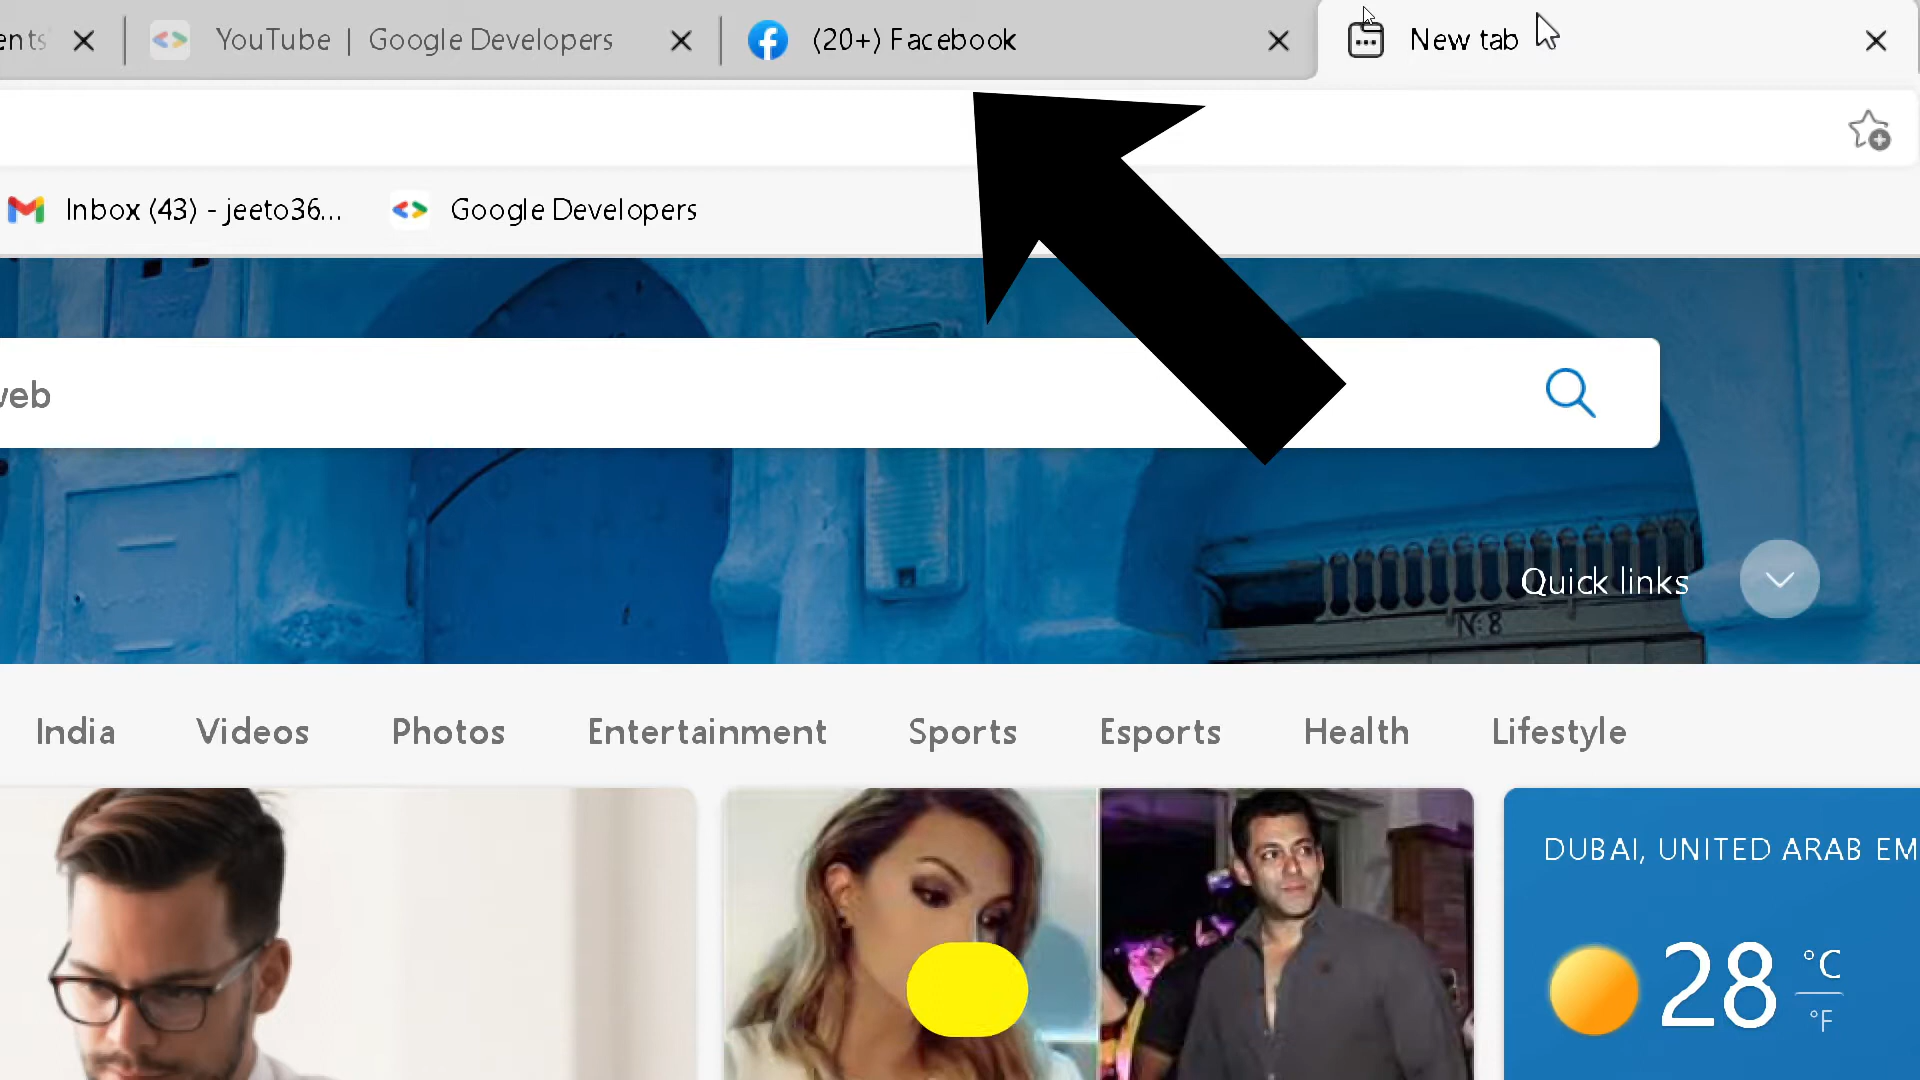 ents
YouTube | Google Developers
(20+) Facebook
New tab
Inbox (43) - jeeto36...
Google Developers
web
Quick links
N:8
India
Videos
Photos
Entertainment
Sports
Esports
Health
Lifestyle
DUBAI, UNITED ARAB EM
28 °C
°F